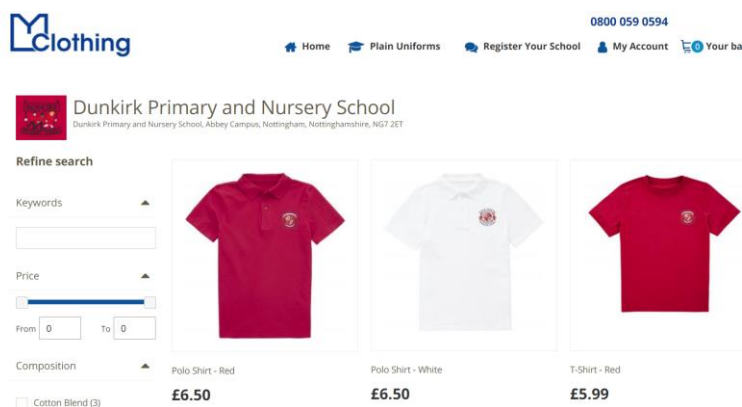 0800 059 0594
MY Clothing
Home Plain Uniforms Register Your School My Account 0 Your ba
Dunkirk Primary and Nursery School
Dunkirk Primary and Nursery School, Abbey Campus, Nottingham, Nottinghamshire, NG7 2ET
Refine search
Keywords
Price
From 0 To 0
Composition
Cotton Blend (3)
Polo Shirt - Red
£6.50
Polo Shirt - White
£6.50
T-Shirt - Red
£5.99